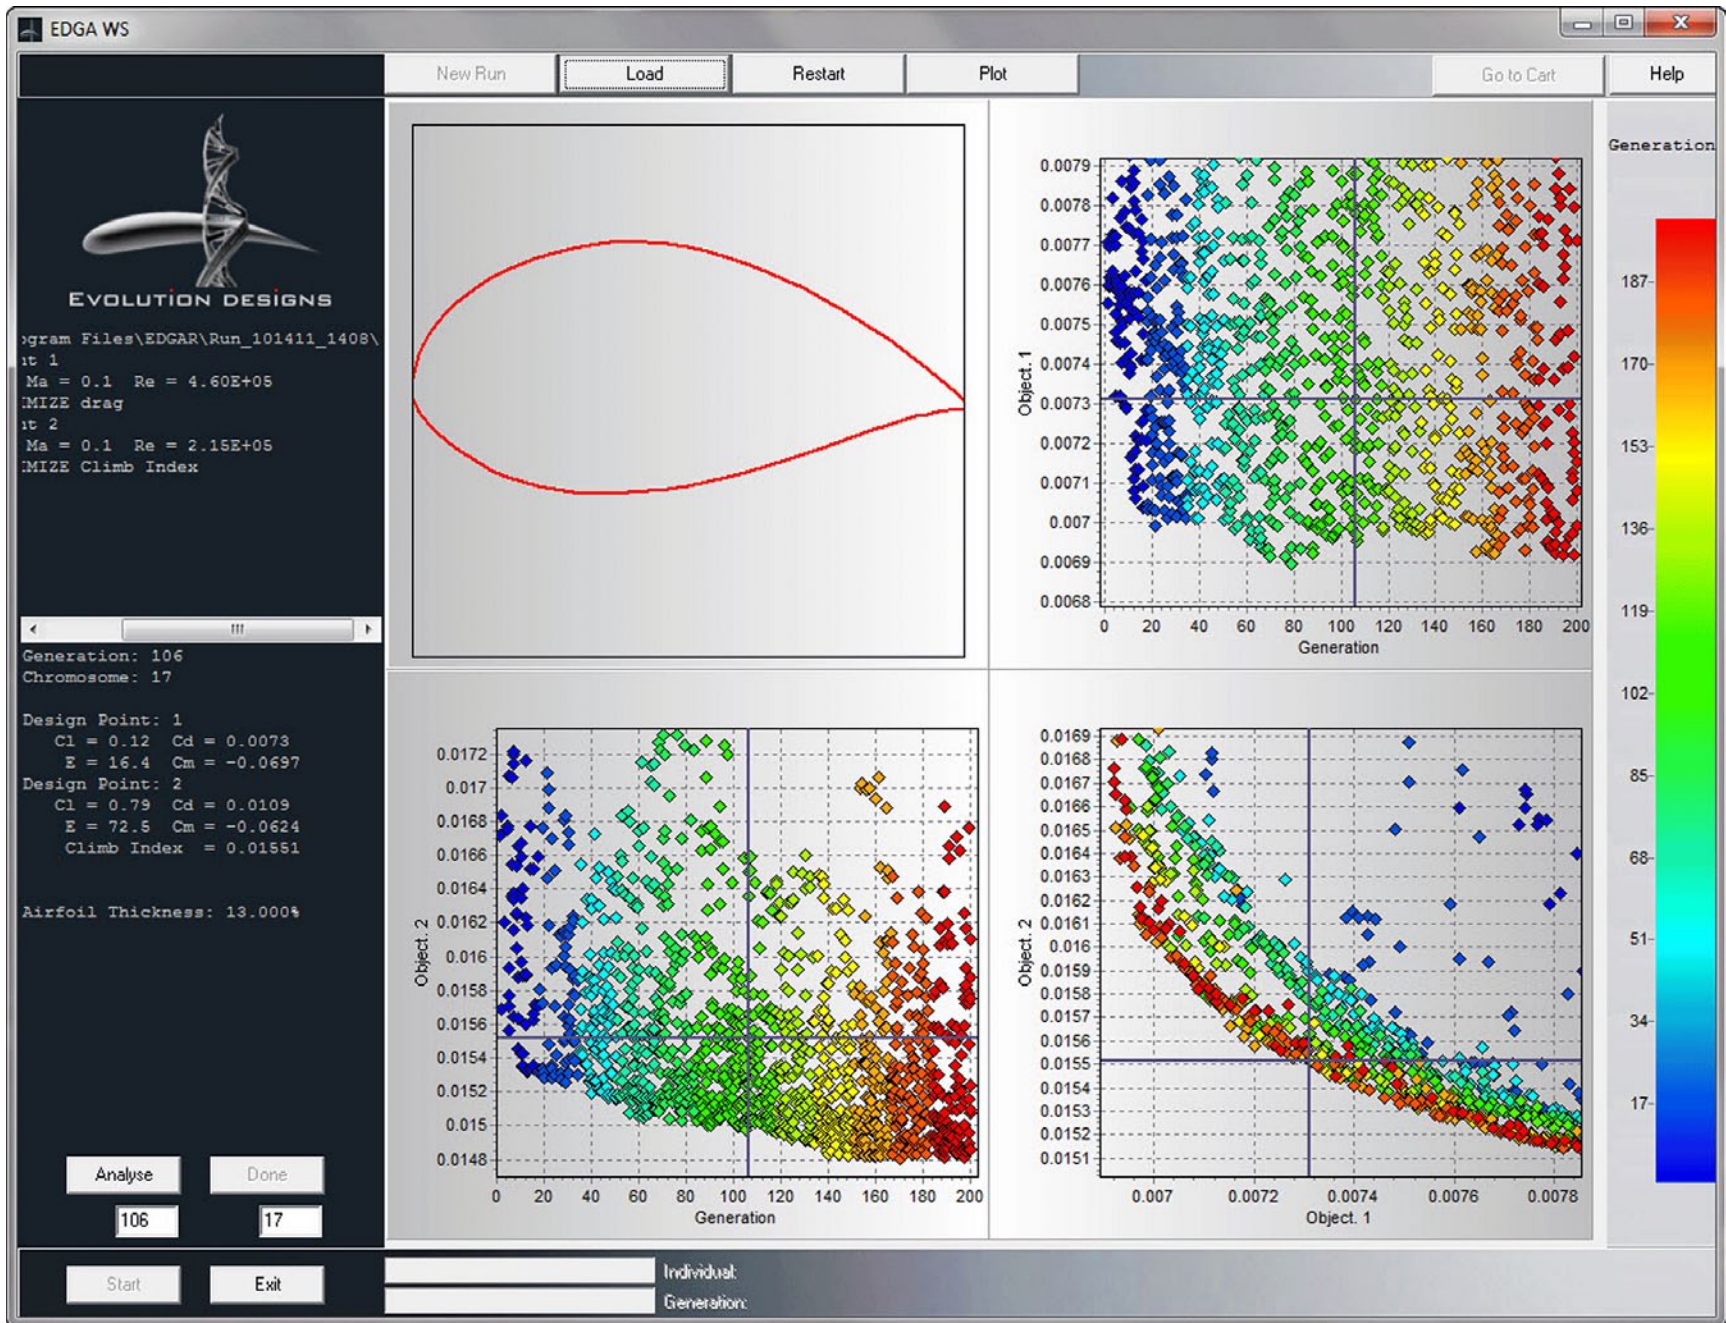 EDGA WS
New Run Load Restart Plot Go to Cart Help
EVOLUTION DESIGNS
ogram Files\EDGAR\Run_101411_1408\
nt 1
Ma = 0.1 Re = 4.60E+05
IMIZE drag
nt 2
Ma = 0.1 Re = 2.15E+05
IMIZE Climb Index
Generation: 106
Chromosome: 17
Design Point: 1
Cl = 0.12 Cd = 0.0073
E = 16.4 Cm = -0.0697
Design Point: 2
Cl = 0.79 Cd = 0.0109
E = 72.5 Cm = -0.0624
Climb Index = 0.01551
Airfoil Thickness: 13.000%
Analyse Done
106 17
Start Exit
Object. 1
0.0079
0.0078
0.0077
0.0076
0.0075
0.0074
0.0073
0.0072
0.0071
0.007
0.0069
0.0068
0 20 40 60 80 100 120 140 160 180 200
Generation
Object. 2
0.0172
0.017
0.0168
0.0166
0.0164
0.0162
0.016
0.0158
0.0156
0.0154
0.0152
0.015
0.0148
0 20 40 60 80 100 120 140 160 180 200
Generation
Object. 2
0.0169
0.0168
0.0167
0.0166
0.0165
0.0164
0.0163
0.0162
0.0161
0.016
0.0159
0.0158
0.0157
0.0156
0.0155
0.0154
0.0153
0.0152
0.0151
0.007 0.0072 0.0074 0.0076 0.0078
Object. 1
Generation
187
170
153
136
119
102
85
68
51
34
17
Individual:
Generation: